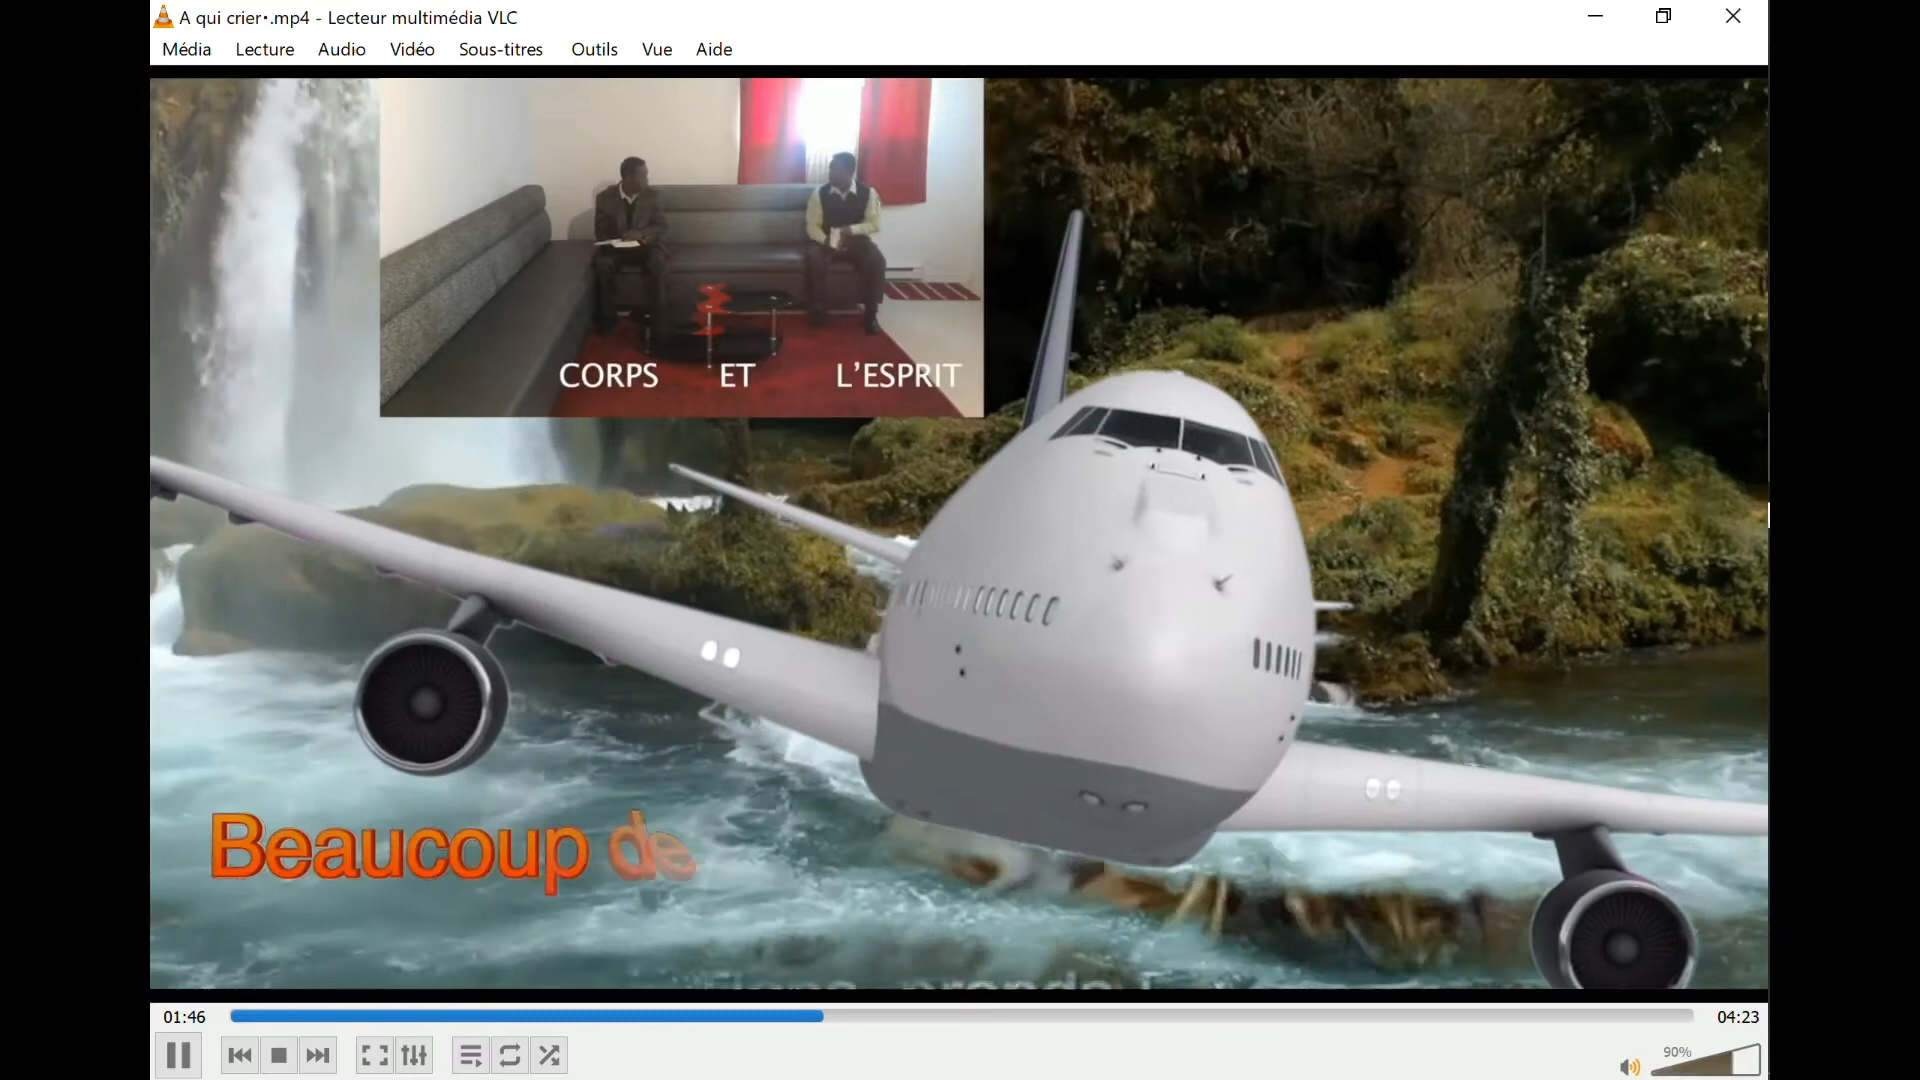 A qui crier･.mp4 - Lecteur multimédia VLC
Média Lecture Audio Vidéo Sous-titres Outils Vue Aide
CORPS ET L'ESPRIT
Beaucoup de
01:46
04:23
90%